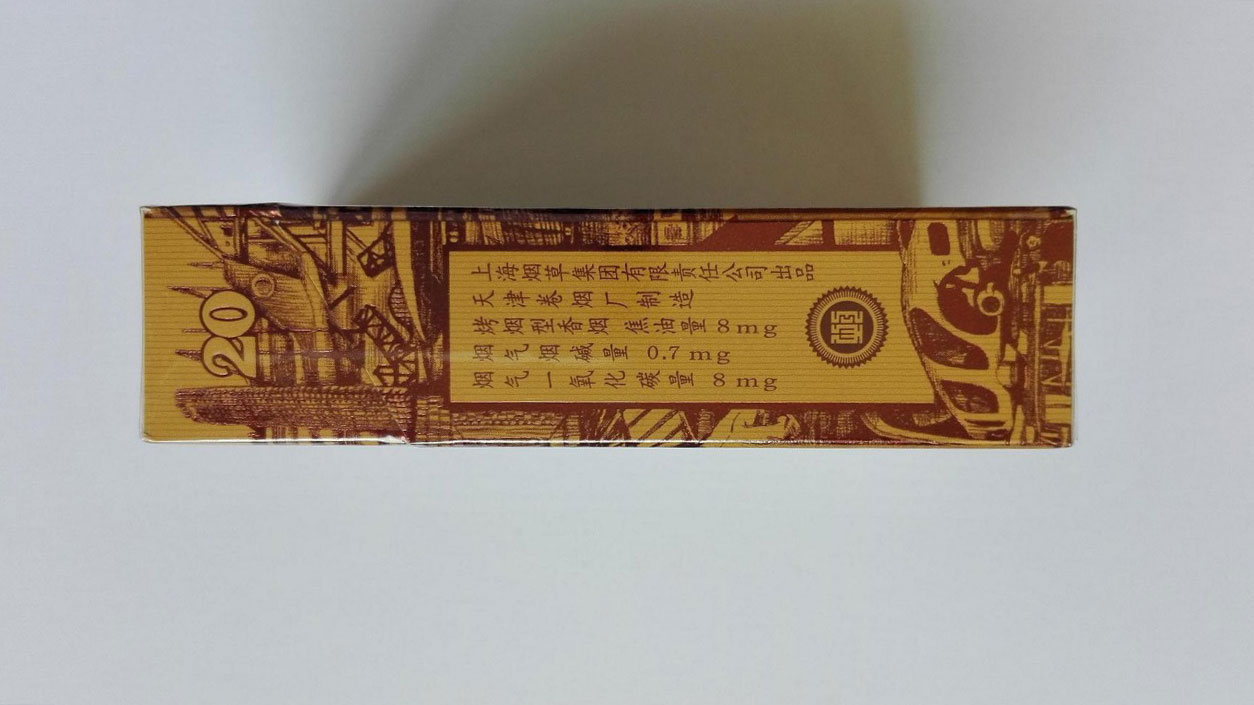 20
上海烟草集团有限责任公司出品
天津卷烟厂制造
烤烟型香烟 焦油量8mg
烟气烟碱量 0.7mg
烟气一氧化碳量 8mg